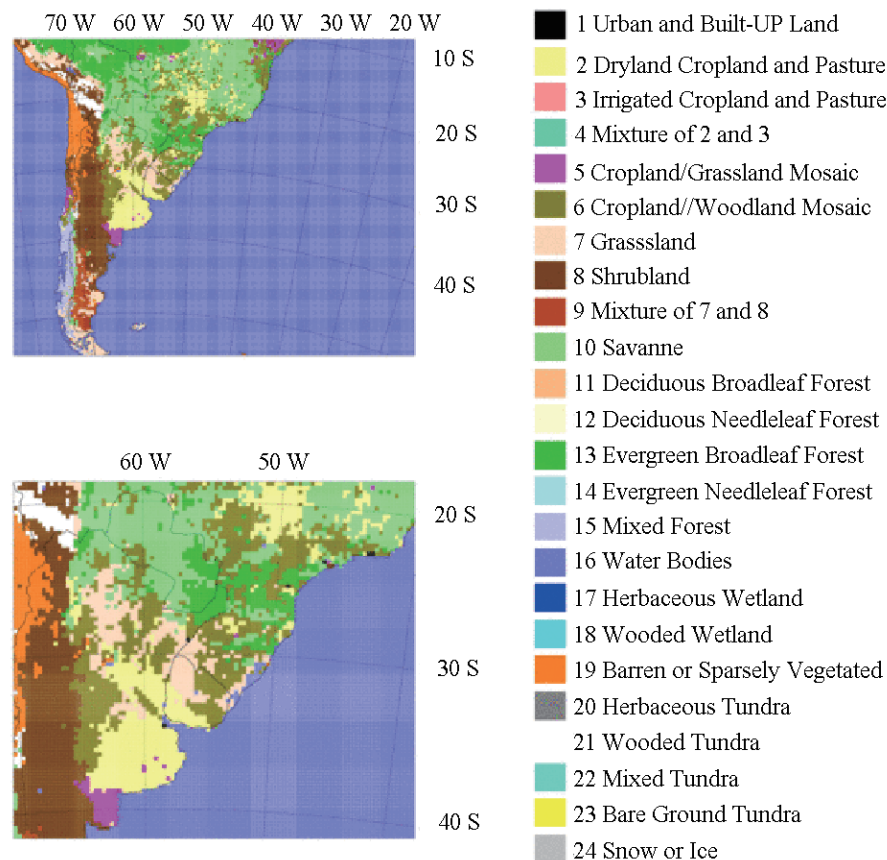 70 W 60 W 50 W 40 W 30 W 20 W
10 S
20 S
30 S
40 S
60 W 50 W
20 S
30 S
40 S
1 Urban and Built-UP Land
2 Dryland Cropland and Pasture
3 Irrigated Cropland and Pasture
4 Mixture of 2 and 3
5 Cropland/Grassland Mosaic
6 Cropland//Woodland Mosaic
7 Grasssland
8 Shrubland
9 Mixture of 7 and 8
10 Savanne
11 Deciduous Broadleaf Forest
12 Deciduous Needleleaf Forest
13 Evergreen Broadleaf Forest
14 Evergreen Needleleaf Forest
15 Mixed Forest
16 Water Bodies
17 Herbaceous Wetland
18 Wooded Wetland
19 Barren or Sparsely Vegetated
20 Herbaceous Tundra
21 Wooded Tundra
22 Mixed Tundra
23 Bare Ground Tundra
24 Snow or Ice